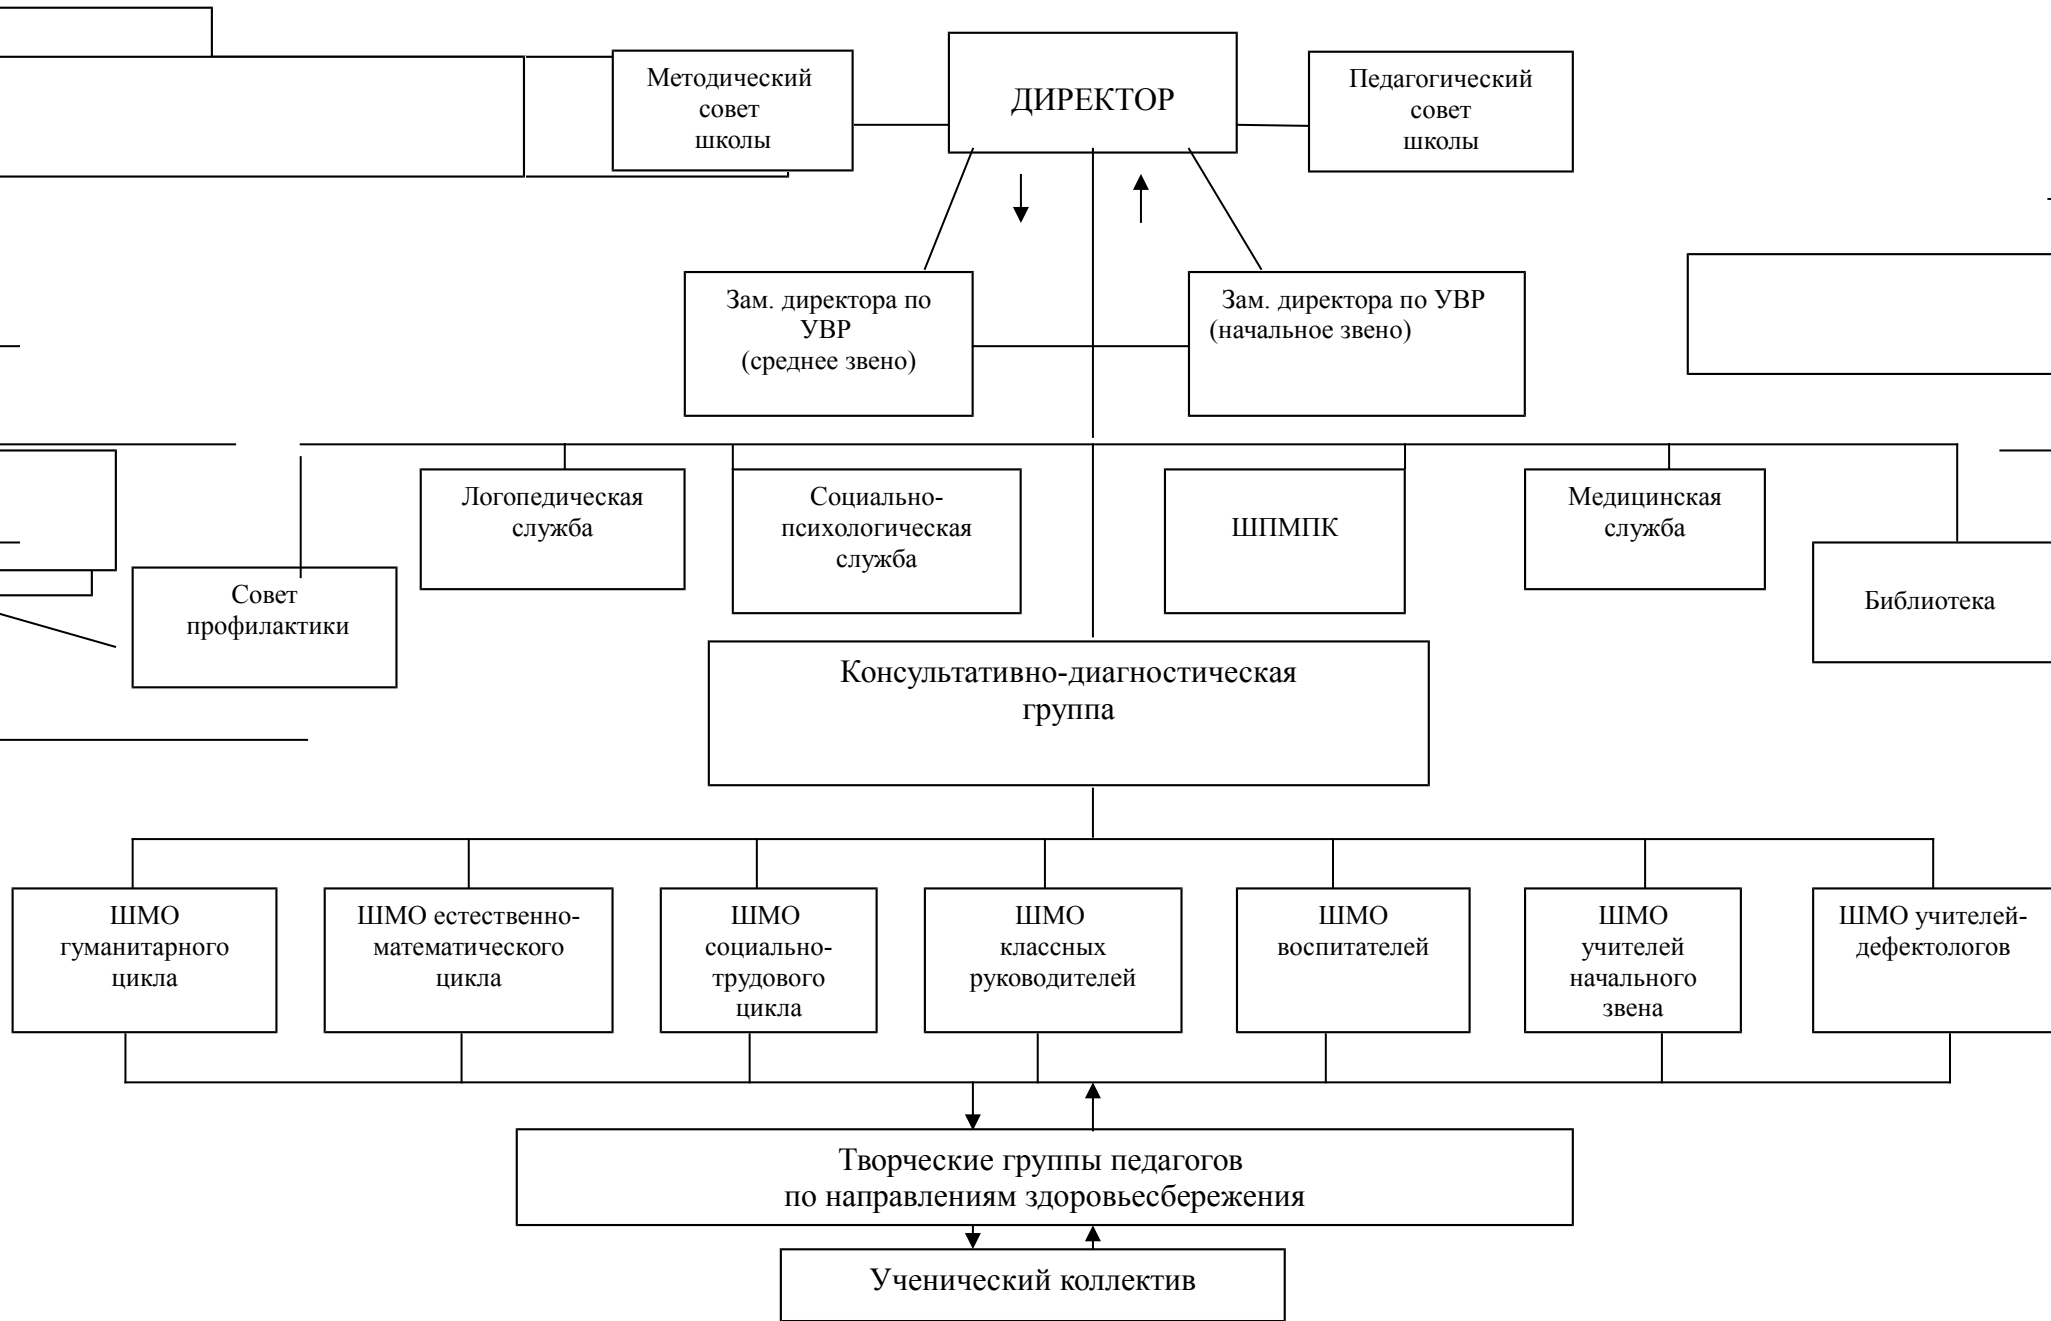 Методический
совет
школы
ДИРЕКТОР
Педагогический
совет
школы
Зам. директора по
УВР
(среднее звено)
Зам. директора по УВР
(начальное звено)
Логопедическая
служба
Социально-
психологическая
служба
ШПМПК
Медицинская
служба
Совет
профилактики
Библиотека
Консультативно-диагностическая
группа
ШМО
гуманитарного
цикла
ШМО естественно-
математического
цикла
ШМО
социально-
трудового
цикла
ШМО
классных
руководителей
ШМО
воспитателей
ШМО
учителей
начального
звена
ШМО учителей-
дефектологов
Творческие группы педагогов
по направлениям здоровьесбережения
Ученический коллектив